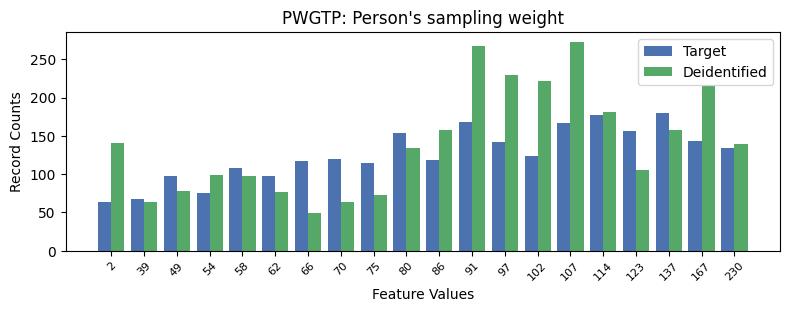 PWGTP: Person's sampling weight
Target
Deidentified
Record Counts
250
200
150
100
50
0
2 39 49 54 58 62 66 70 75 80 86 91 97 102 107 114 123 137 167 230
Feature Values